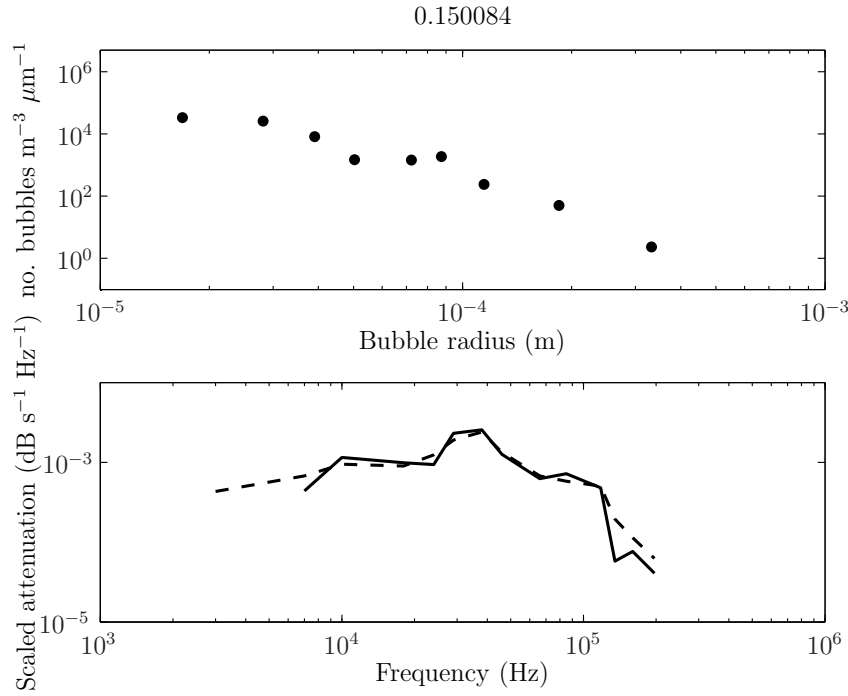 0.150084
no. bubbles m⁻³ μm⁻¹
10⁶
10⁴
10²
10⁰
10⁻⁵ 10⁻⁴ 10⁻³
Bubble radius (m)
Scaled attenuation (dB s⁻¹ Hz⁻¹)
10⁻³
10⁻⁵
10³ 10⁴ 10⁵ 10⁶
Frequency (Hz)